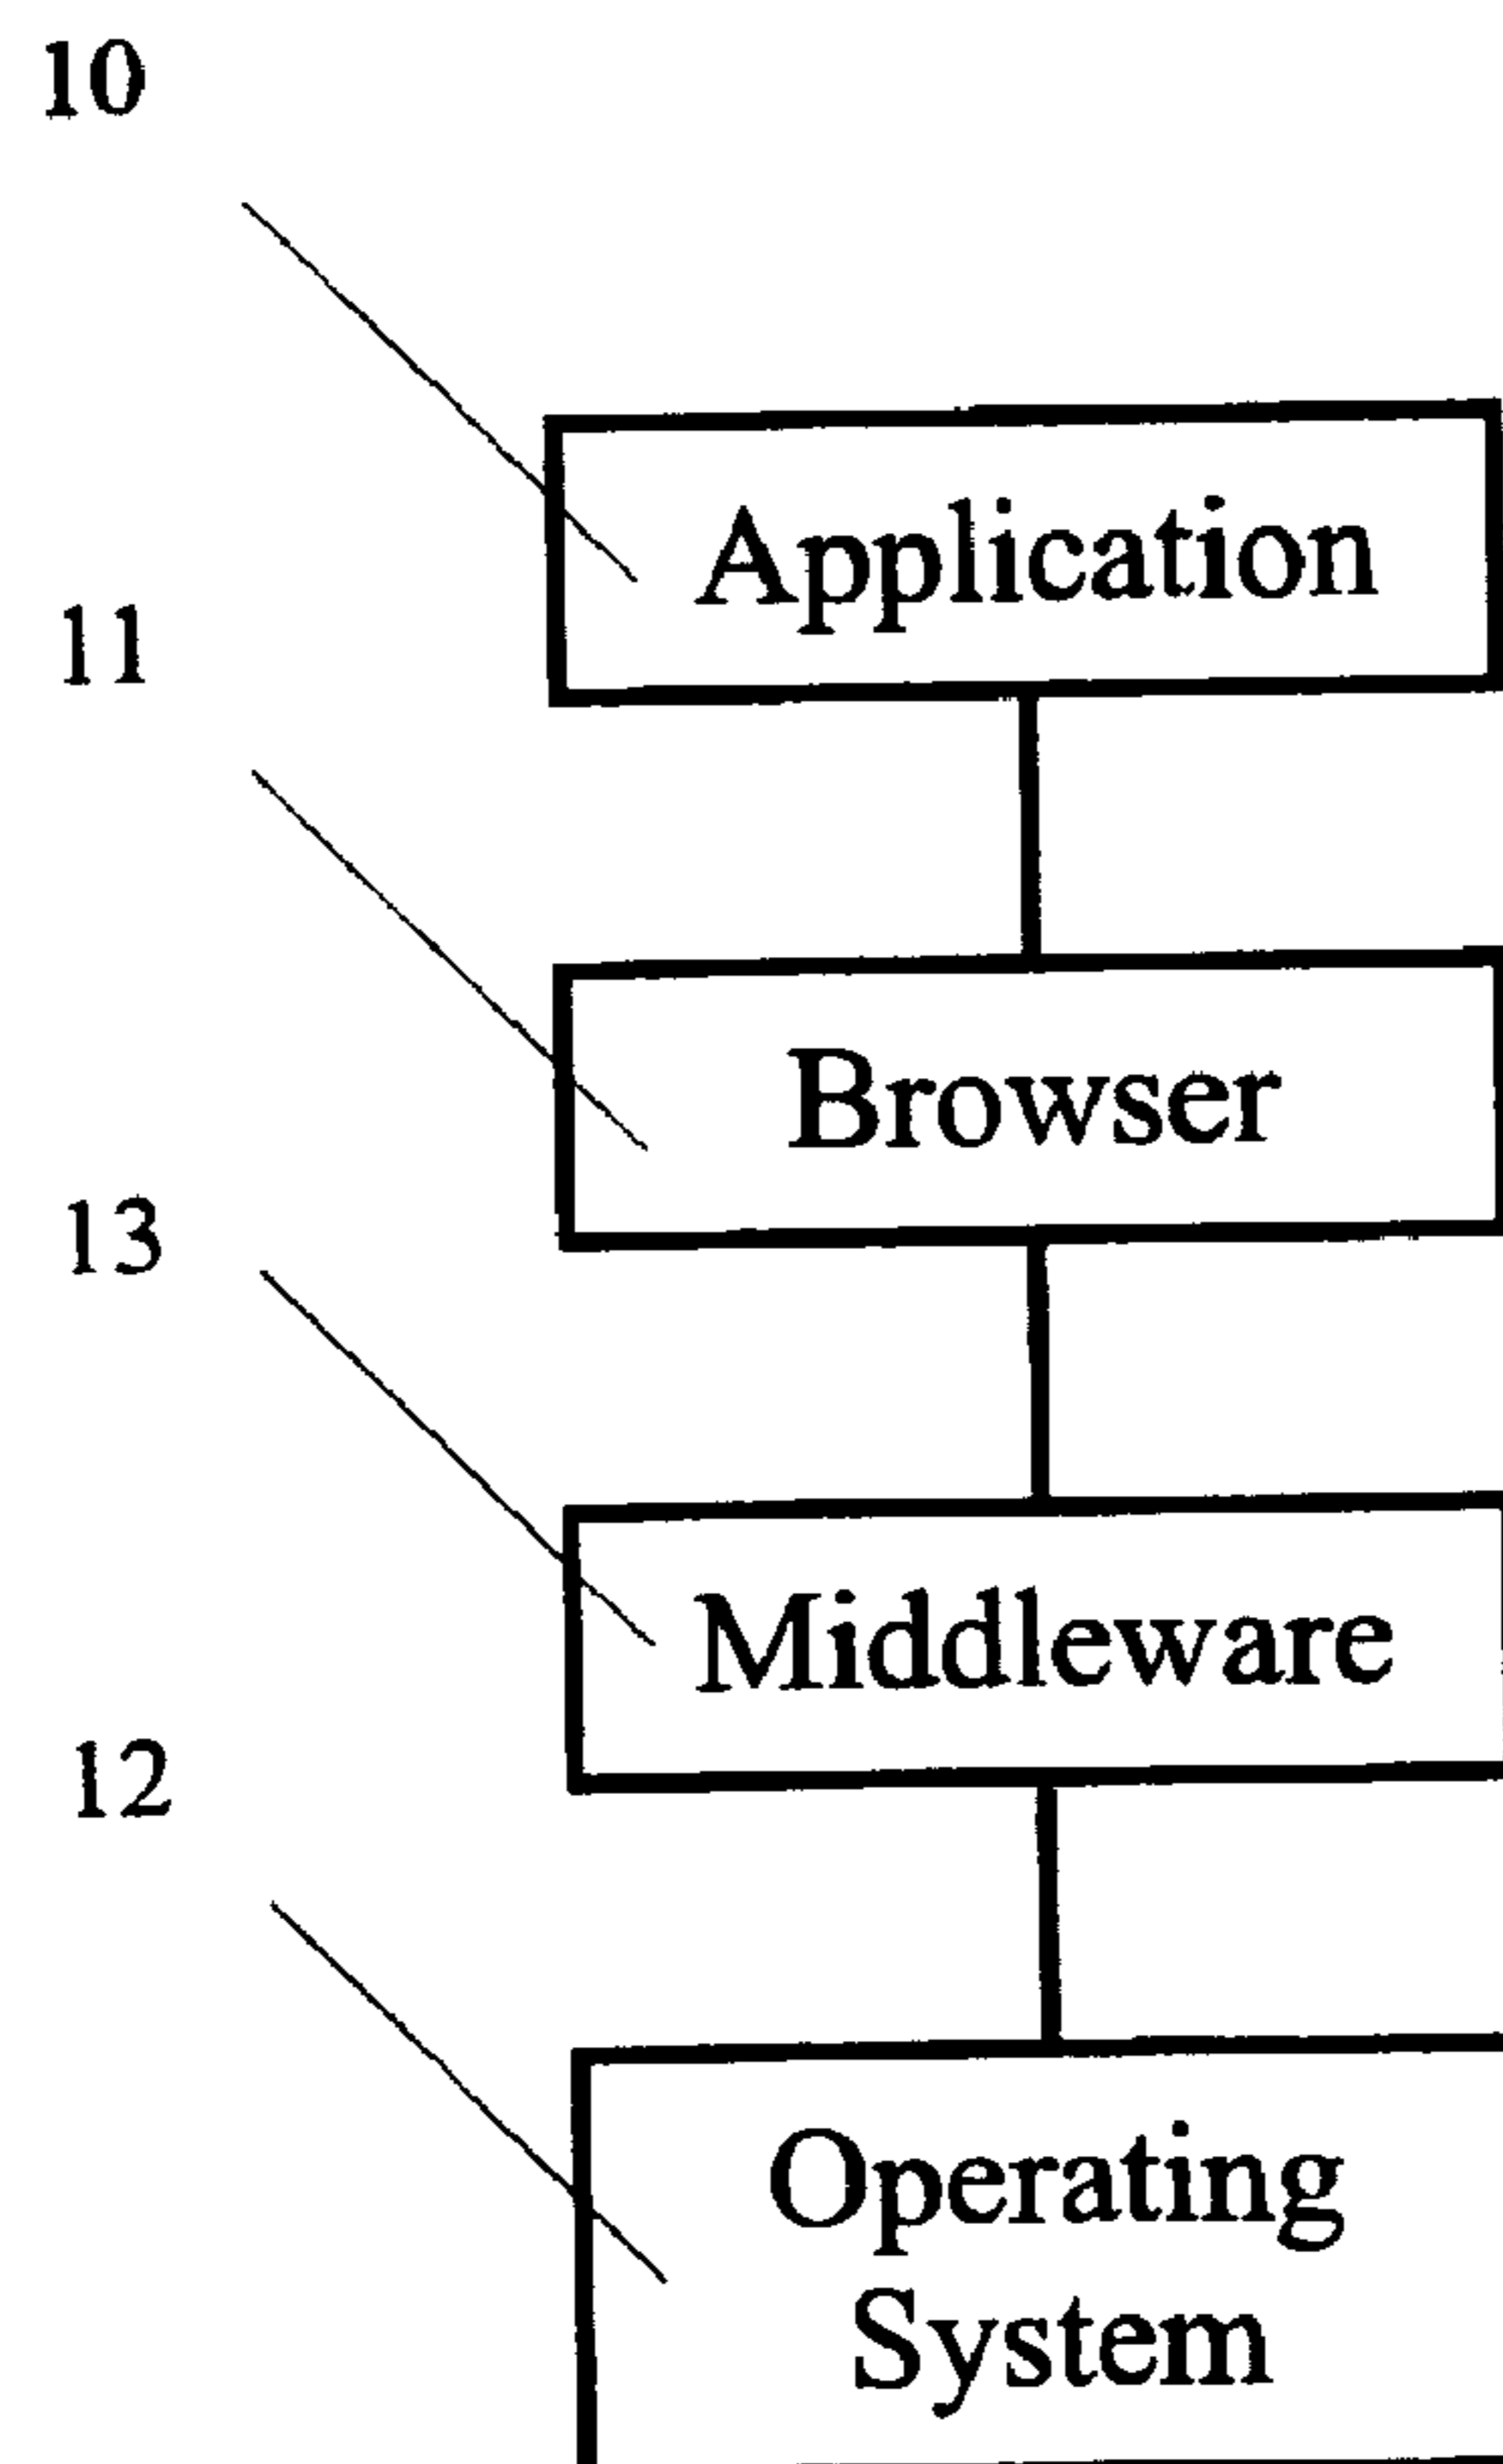 10
Application
11
Browser
13
Middleware
12
Operating
System